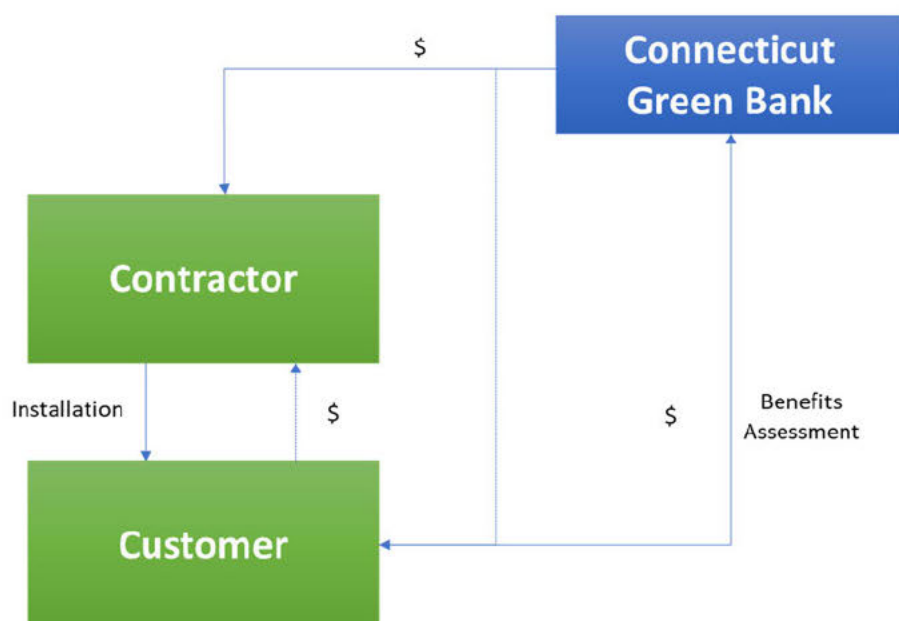 $
Connecticut
Green Bank
Contractor
Installation
$
$
Benefits
Assessment
Customer